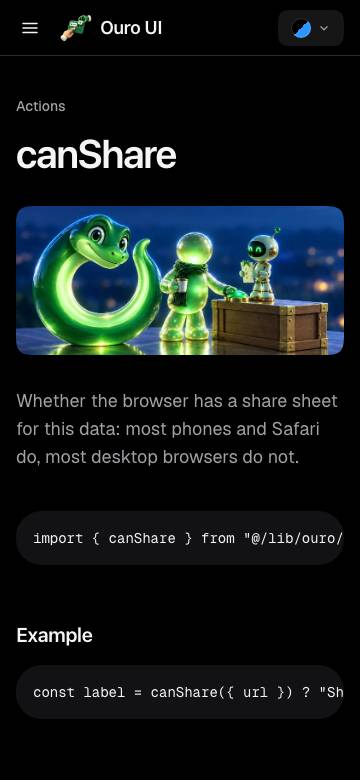 Ouro UI
Actions
canShare
Whether the browser has a share sheet
for this data: most phones and Safari
do, most desktop browsers do not.
import { canShare } from "@/lib/ouro/
Example
const label = canShare({ url }) ? "Sh